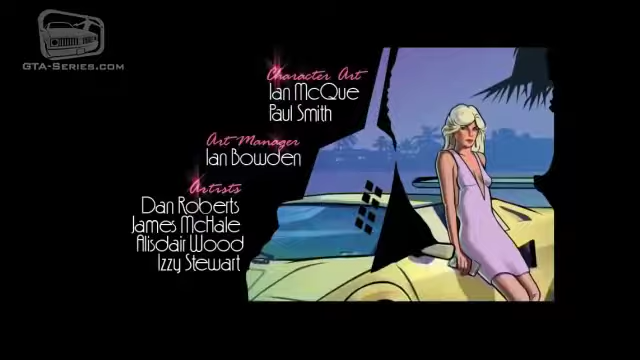 GTA-SERIES.COM
Character Art
Ian McQue
Paul Smith
Art Manager
Ian Bowden
Artists
Dan Roberts
James McHale
Alisdair Wood
Izzy Stewart